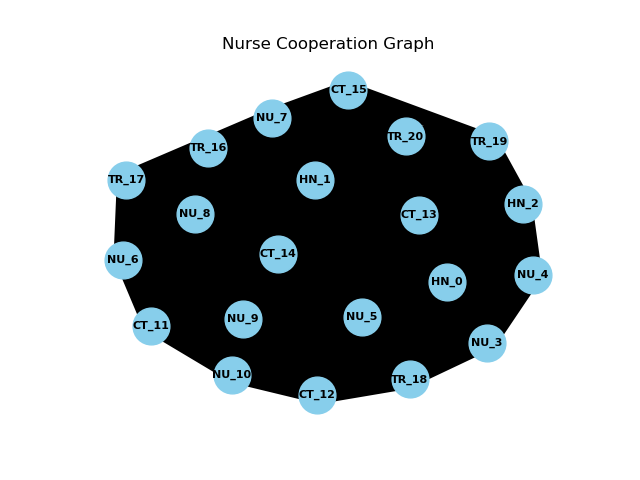 Nurse Cooperation Graph
CT_15
NU_7
TR_20
TR_19
TR_16
TR_17
HN_1
HN_2
NU_8
CT_13
CT_14
NU_6
NU_4
HN_0
NU_9
NU_5
CT_11
NU_3
NU_10
TR_18
CT_12